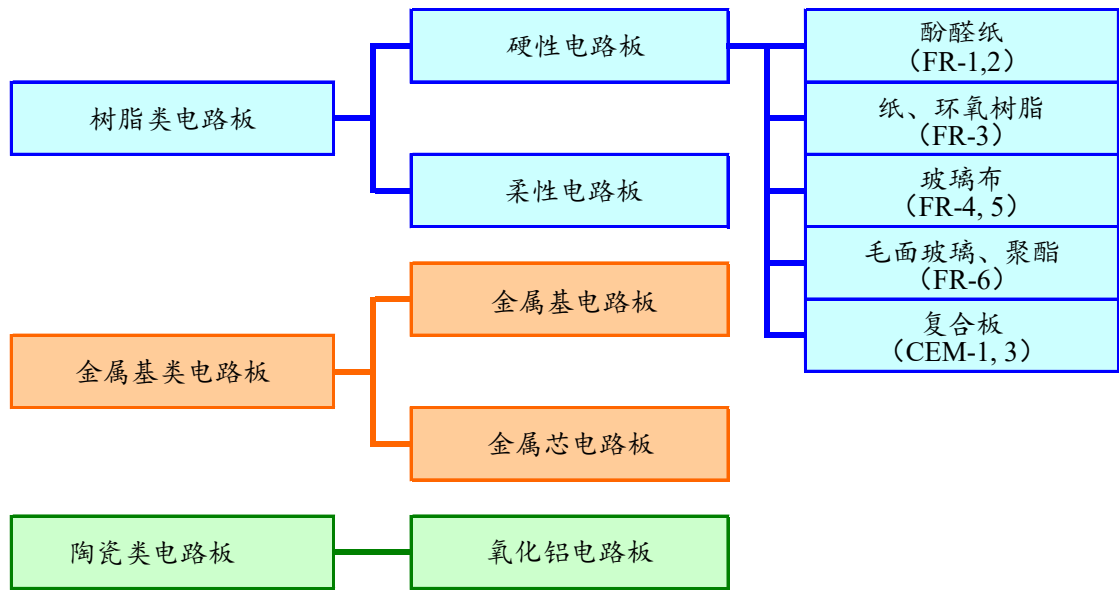 树脂类电路板
硬性电路板
柔性电路板
酚醛纸
（FR-1,2）
纸、环氧树脂
（FR-3）
玻璃布
（FR-4, 5）
毛面玻璃、聚酯
（FR-6）
复合板
（CEM-1, 3）
金属基类电路板
金属基电路板
金属芯电路板
陶瓷类电路板
氧化铝电路板